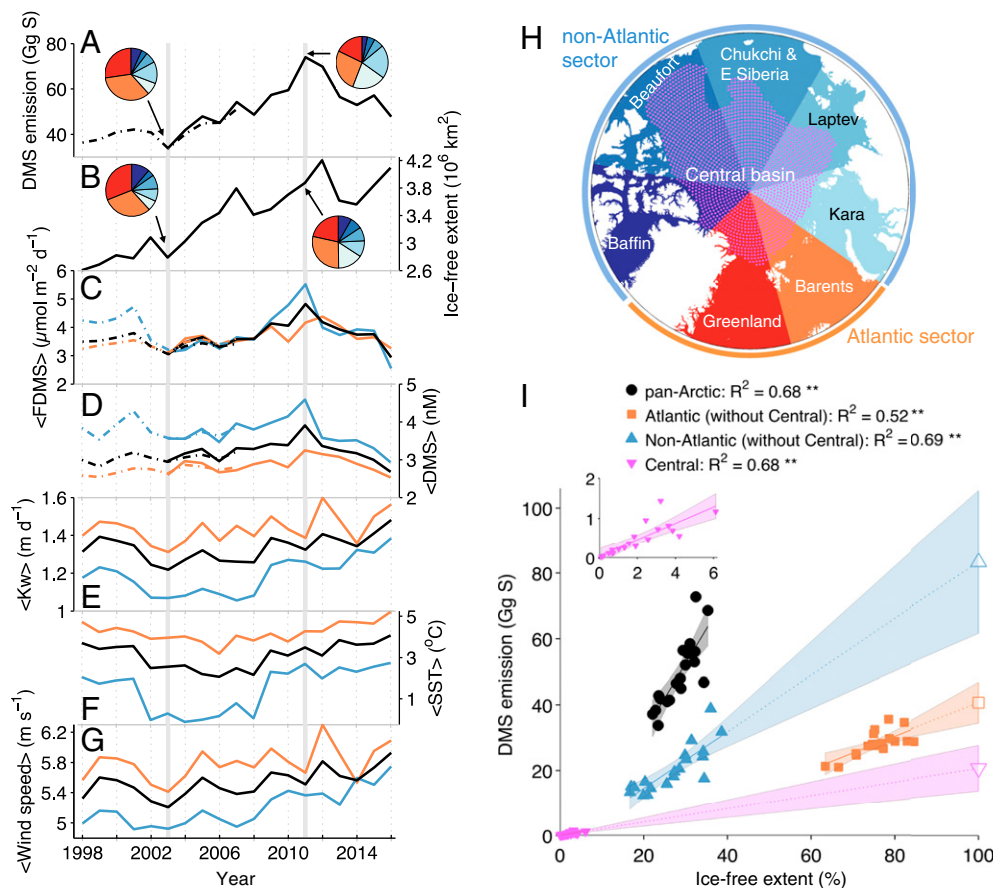 A
DMS emission (Gg S)
80
60
40
B
Ice–free extent (10⁶ km²)
4.2
3.6
3
2.6
C
<FDMS> (μmol m⁻² d⁻¹)
6
5
4
3
2
D
<DMS> (nM)
5
4
3
2
<Kw> (m d⁻¹)
1.6
1.4
1.2
1
E
<SST> (°C)
5
3
1
F
G
<Wind speed> (m s⁻¹)
6.2
5.8
5.4
5
1998
2002
2006
2010
2014
Year
H
non-Atlantic
sector
Beaufort
Chukchi &
E Siberia
Laptev
Central basin
Kara
Baffin
Barents
Greenland
Atlantic sector
I
pan-Arctic: R² = 0.68 **
Atlantic (without Central): R² = 0.52 **
Non-Atlantic (without Central): R² = 0.69 **
Central: R² = 0.68 **
2
1
0
0
2
4
6
DMS emission (Gg S)
100
80
60
40
20
0
0
20
40
60
80
100
Ice-free extent (%)